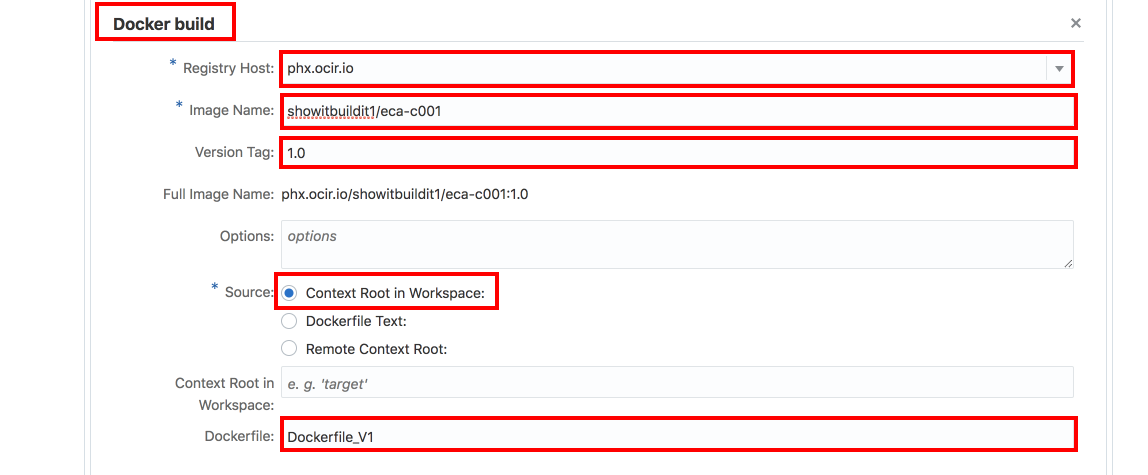 Docker build ×
* Registry Host: phx.ocir.io
* Image Name: showitbuildit1/eca-c001
Version Tag: 1.0
Full Image Name: phx.ocir.io/showitbuildit1/eca-c001:1.0
Options: options
* Source: Context Root in Workspace:
Dockerfile Text:
Remote Context Root:
Context Root in Workspace: e. g. 'target'
Dockerfile: Dockerfile_V1